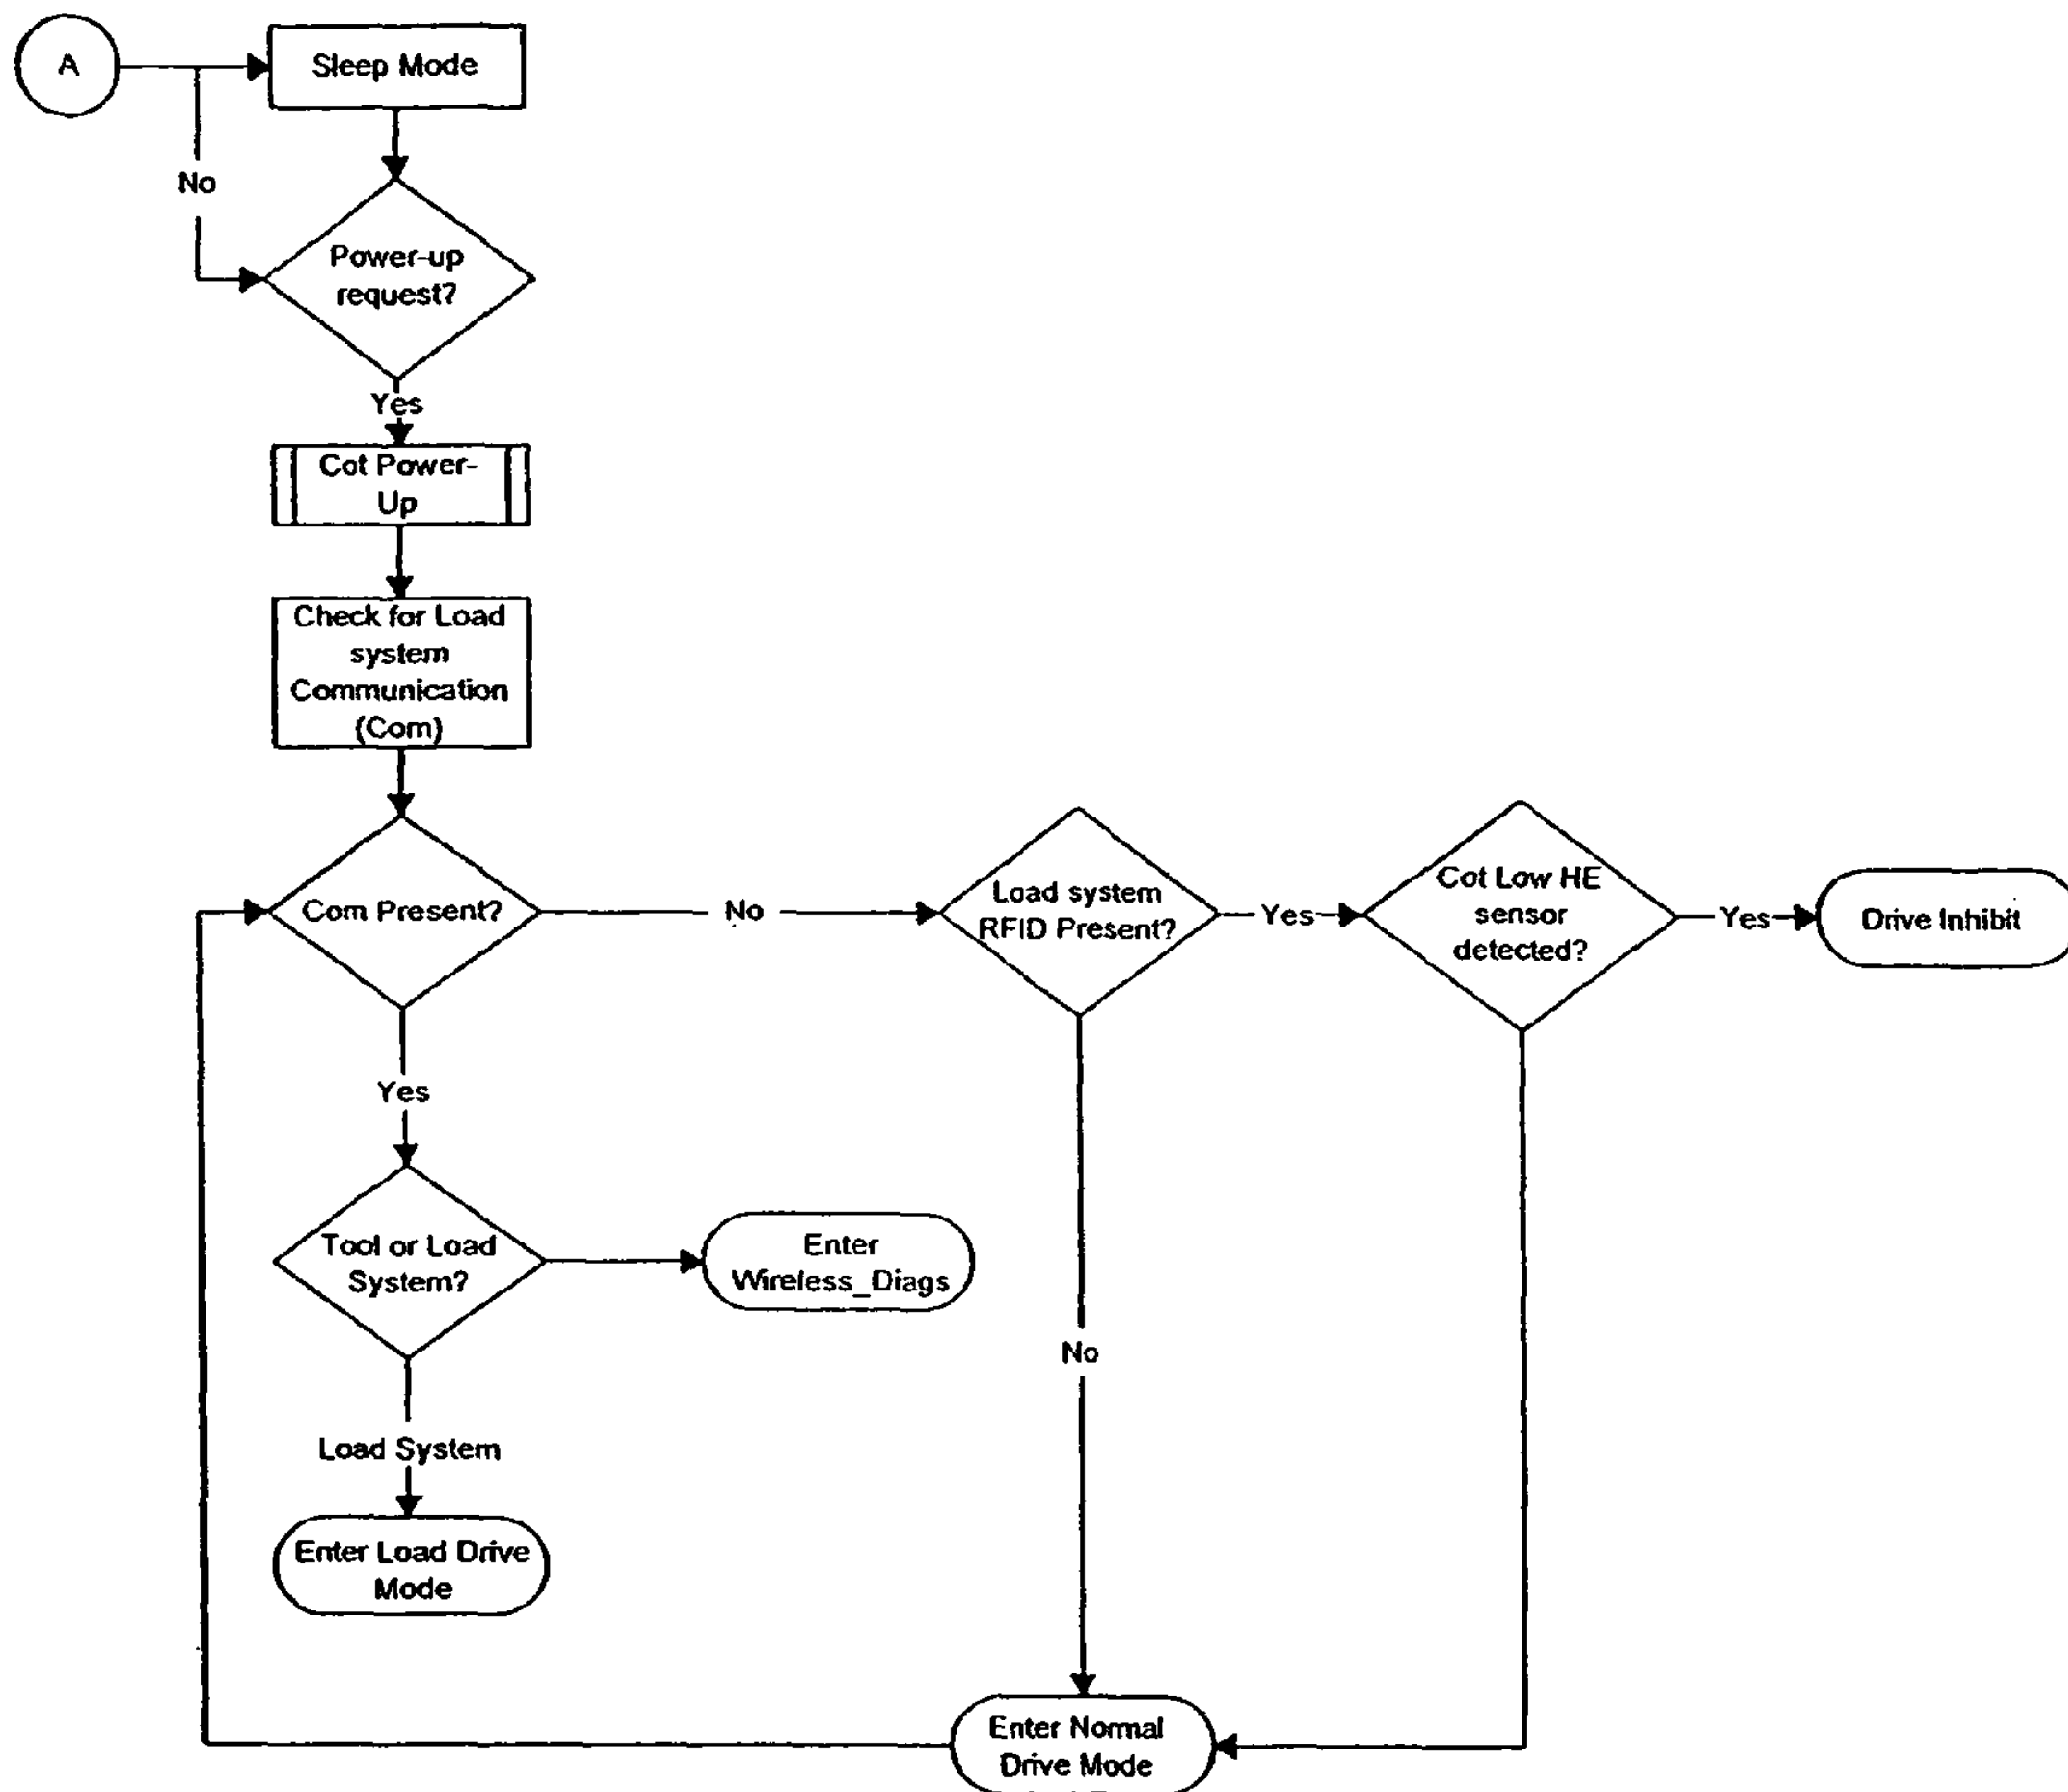 A
Sleep Mode
No
Power-up
request?
Yes
Cot Power-
Up
Check for Load
system
Communication
(Com)
Com Present?
No
Load system
RFID Present?
Yes
Cot Low HE
sensor
detected?
Yes
Drive Inhibit
Yes
Tool or Load
System?
Enter
Wireless_Diags
No
Load System
Enter Load Drive
Mode
Enter Normal
Drive Mode